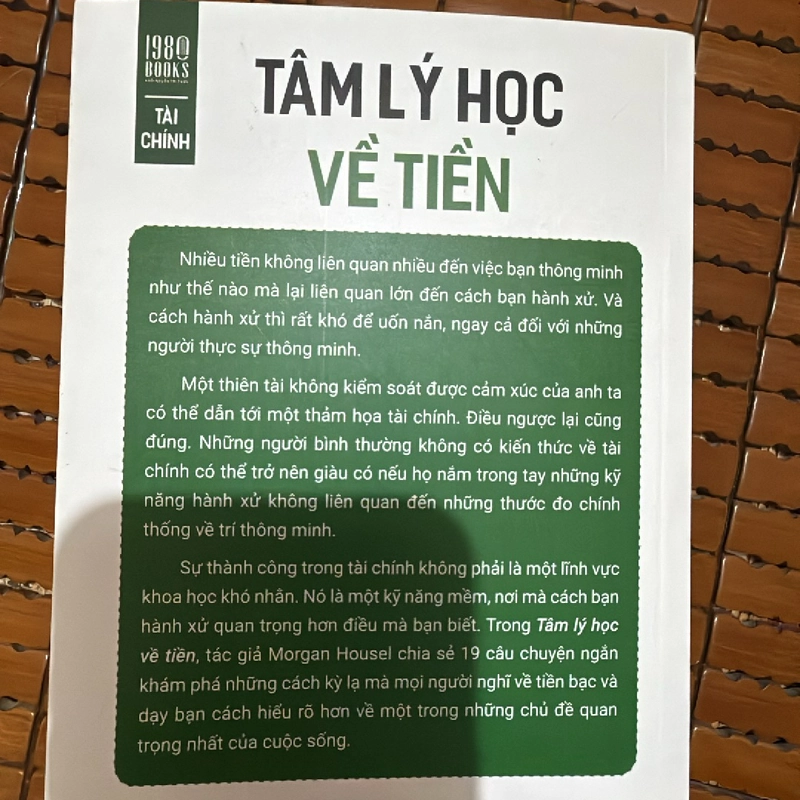 1980
BOOKS
TÀI
CHÍNH
TÂM LÝ HỌC
VỀ TIỀN
Nhiều tiền không liên quan nhiều đến việc bạn thông minh
như thế nào mà lại liên quan lớn đến cách bạn hành xử. Và
cách hành xử thì rất khó để uốn nắn, ngay cả đối với những
người thực sự thông minh.
Một thiên tài không kiểm soát được cảm xúc của anh ta
có thể dẫn tới một thảm họa tài chính. Điều ngược lại cũng
đúng. Những người bình thường không có kiến thức về tài
chính có thể trở nên giàu có nếu họ nắm trong tay những kỹ
năng hành xử không liên quan đến những thước đo chính
thống về trí thông minh.
Sự thành công trong tài chính không phải là một lĩnh vực
khoa học khó nhân. Nó là một kỹ năng mềm, nơi mà cách bạn
hành xử quan trọng hơn điều mà bạn biết. Trong Tâm lý học
về tiền, tác giả Morgan Housel chia sẻ 19 câu chuyện ngắn
khám phá những cách kỳ lạ mà mọi người nghĩ về tiền bạc và
dạy bạn cách hiểu rõ hơn về một trong những chủ đề quan
trọng nhất của cuộc sống.